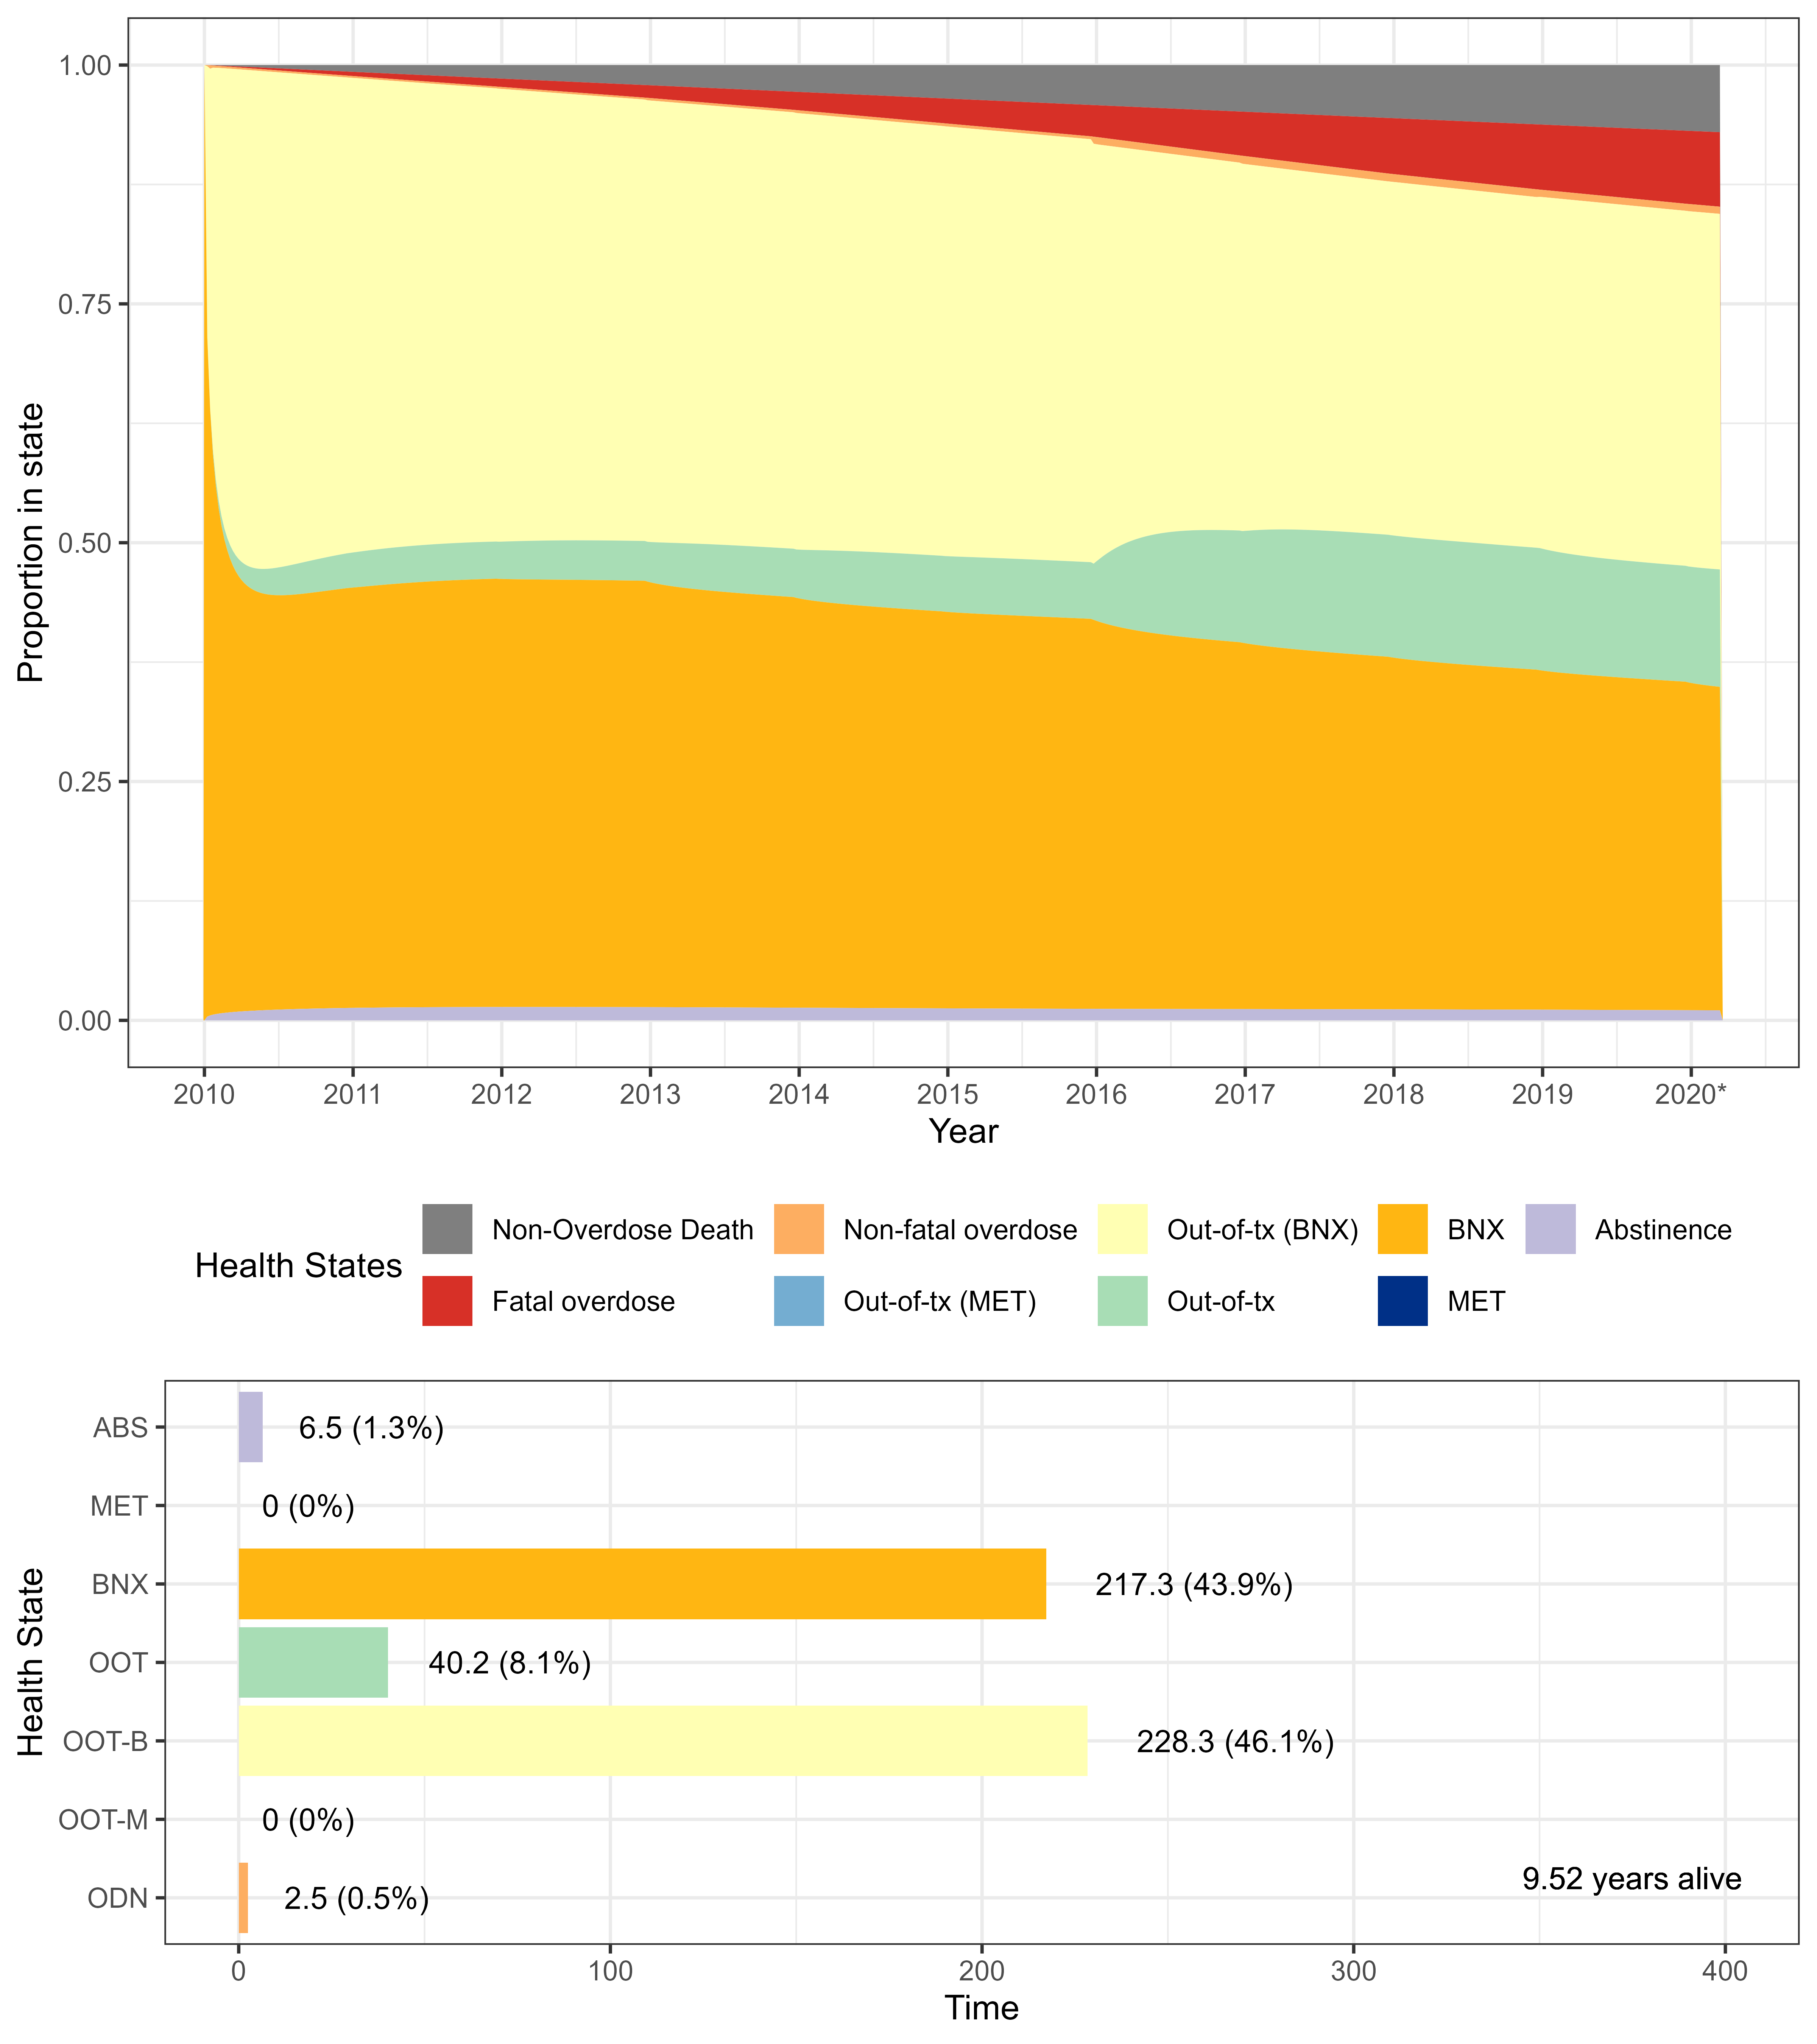 1.00
0.75
0.50
0.25
0.00
Proportion in state
2010 2011 2012 2013 2014 2015 2016 2017 2018 2019 2020*
Year
Health States
Non-Overdose Death Non-fatal overdose Out-of-tx (BNX) BNX Abstinence
Fatal overdose Out-of-tx (MET) Out-of-tx MET
Health State
ABS 6.5 (1.3%)
MET 0 (0%)
BNX 217.3 (43.9%)
OOT 40.2 (8.1%)
OOT-B 228.3 (46.1%)
OOT-M 0 (0%)
9.52 years alive
ODN 2.5 (0.5%)
0 100 200 300 400
Time